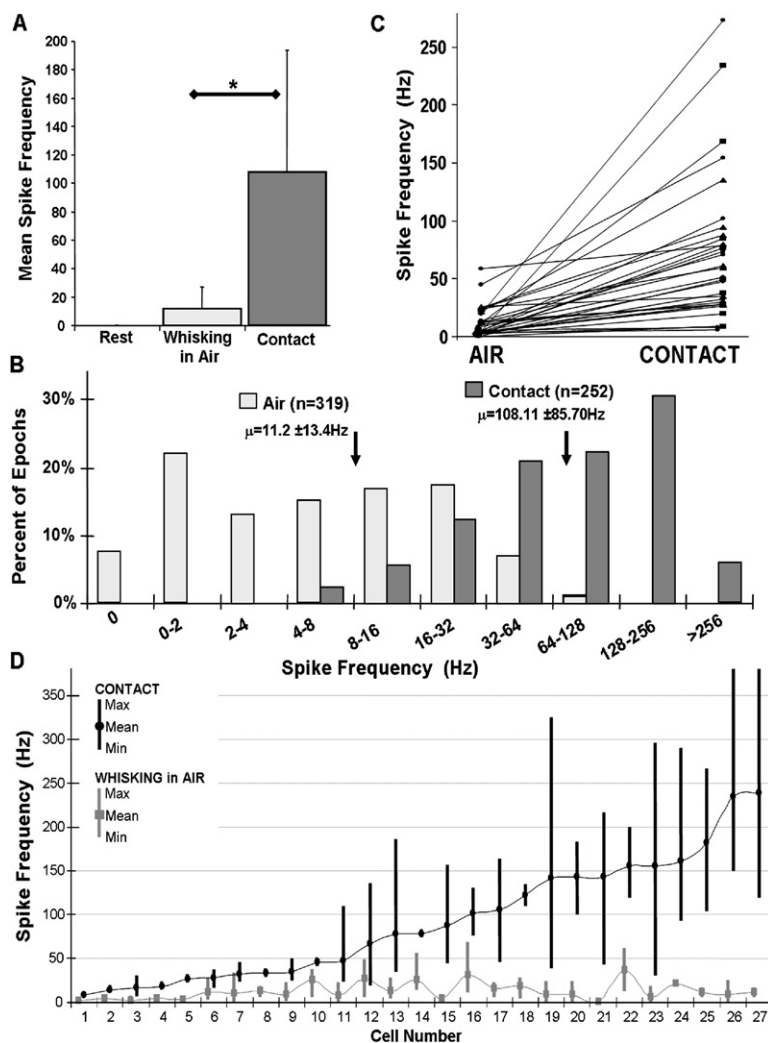 A
Mean Spike Frequency
200
180
160
140
120
100
80
60
40
20
0
*
Rest
Whisking
in Air
Contact
C
Spike Frequency (Hz)
250
200
150
100
50
0
AIR
CONTACT
B
Percent of Epochs
30%
20%
10%
0%
Air (n=319)
μ=11.2 ±13.4Hz
Contact (n=252)
μ=108.11 ±85.70Hz
0
0-2
2-4
4-8
8-16
16-32
32-64
64-128
128-256
>256
Spike Frequency (Hz)
D
Spike Frequency (Hz)
350
300
250
200
150
100
50
0
CONTACT
Max
Mean
Min
WHISKING in AIR
Max
Mean
Min
1 2 3 4 5 6 7 8 9 10 11 12 13 14 15 16 17 18 19 20 21 22 23 24 25 26 27
Cell Number